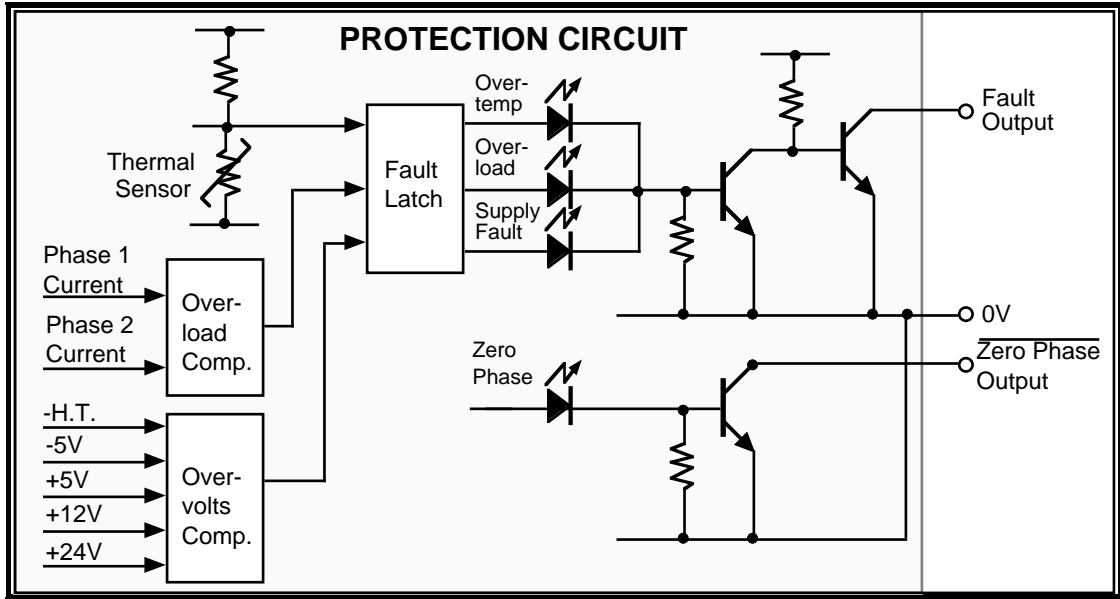 PROTECTION CIRCUIT
Over-
temp
Fault
Output
Thermal
Sensor
Fault
Latch
Over-
load
Supply
Fault
Phase 1
Current
Over-
load
Comp.
Phase 2
Current
0V
Zero
Phase
Zero Phase
Output
-H.T.
-5V
+5V
+12V
+24V
Over-
volts
Comp.